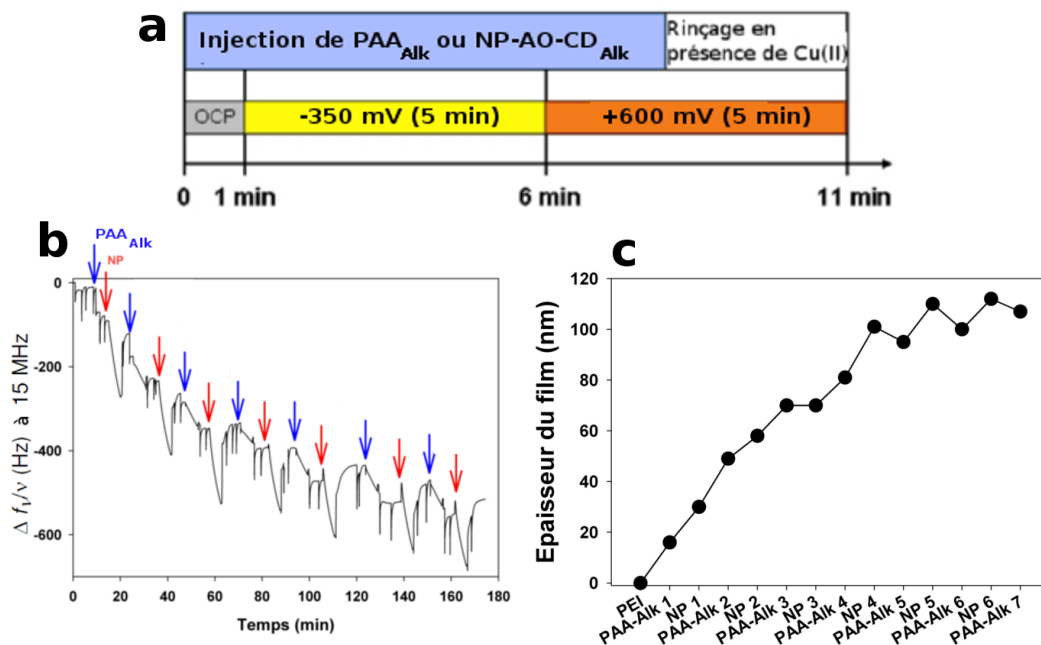 a
Injection de PAA Alk ou NP-AO-CD Alk
Rinçage en
présence de Cu(II)
OCP
-350 mV (5 min)
+600 mV (5 min)
0
1 min
6 min
11 min
b
PAA Alk
NP
Δ f₃/ν (Hz) à 15 MHz
0
-200
-400
-600
0 20 40 60 80 100 120 140 160 180
Temps (min)
c
Epaisseur du film (nm)
120
100
80
60
40
20
0
PEI
PAA-Alk 1
NP 1
PAA-Alk 2
NP 2
PAA-Alk 3
NP 3
PAA-Alk 4
NP 4
PAA-Alk 5
NP 5
PAA-Alk 6
NP 6
PAA-Alk 7